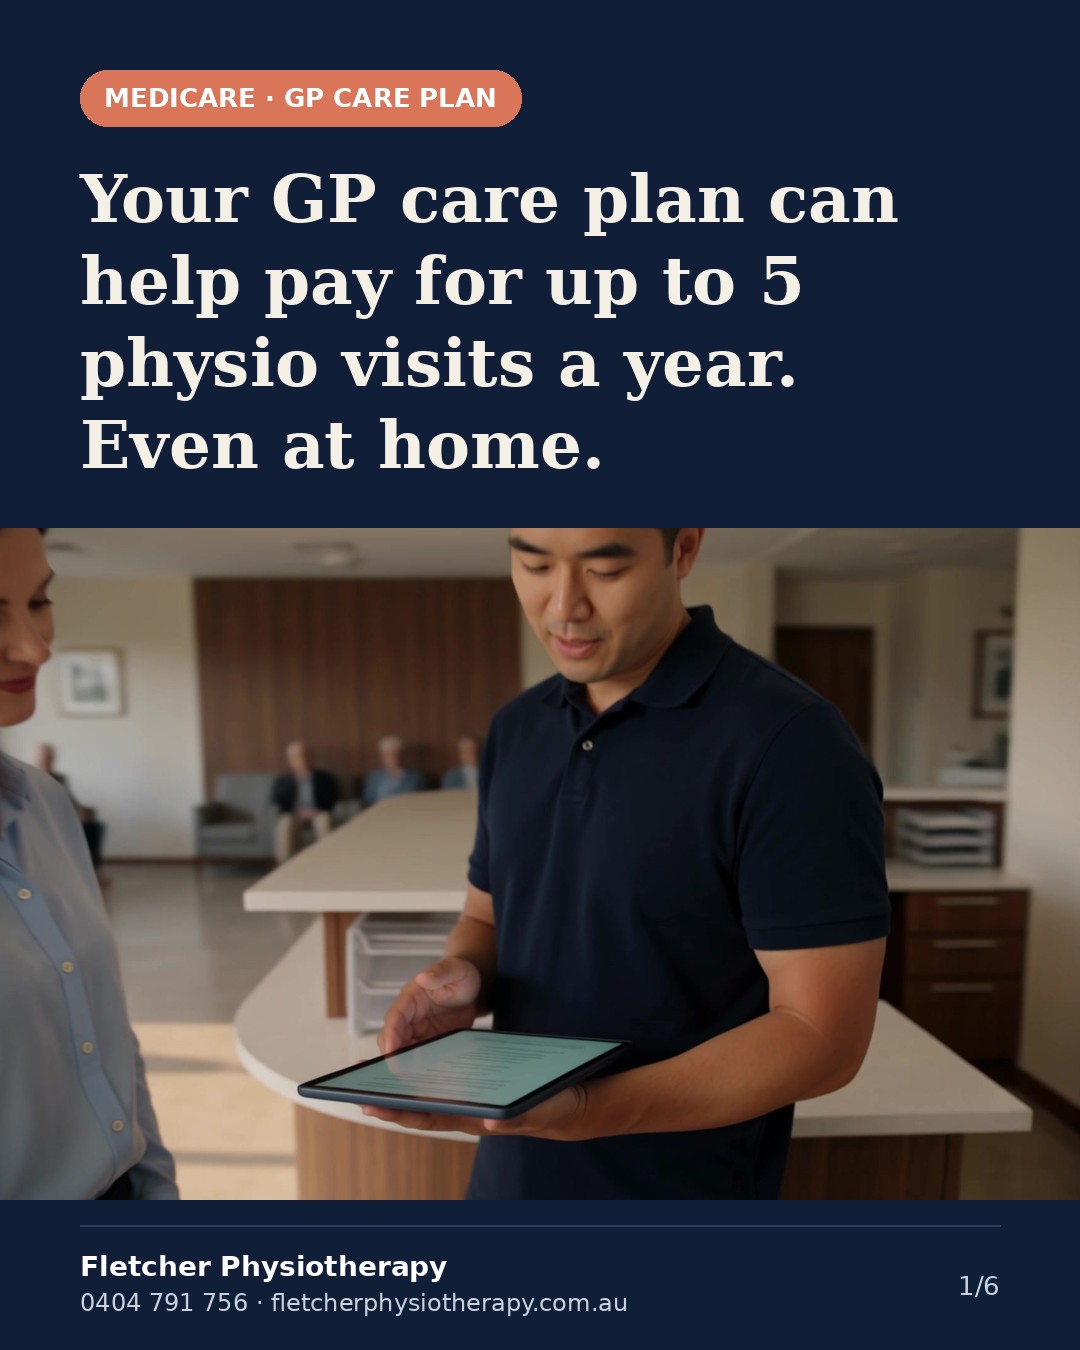 MEDICARE · GP CARE PLAN
Your GP care plan can
help pay for up to 5
physio visits a year.
Even at home.
Fletcher Physiotherapy
0404 791 756 · fletcherphysiotherapy.com.au
1/6